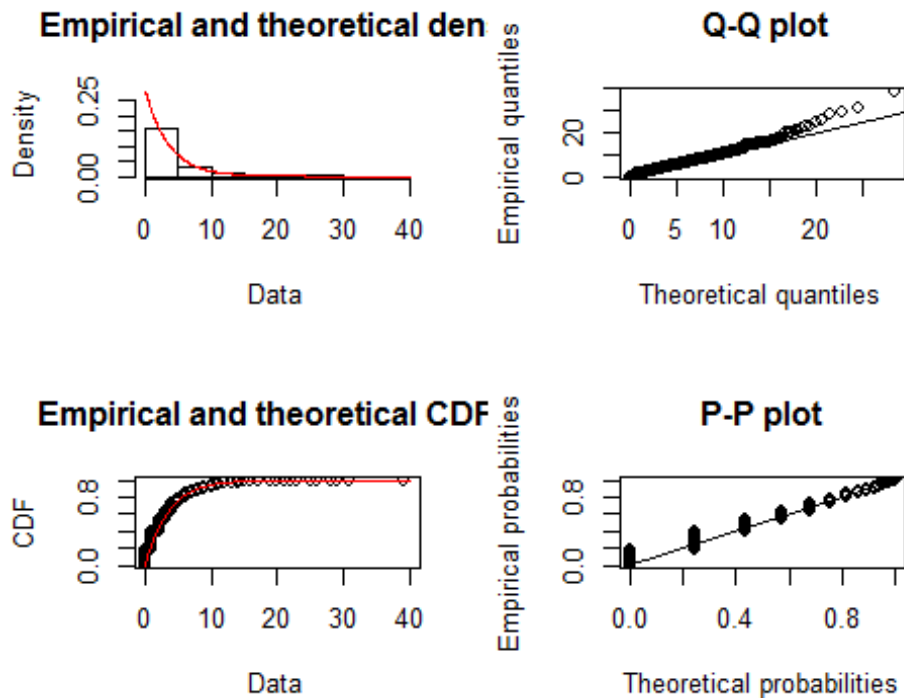 Empirical and theoretical den
Density
0.00 0.25
0 10 20 30 40
Data
Q-Q plot
Empirical quantiles
0 20
0 5 10 20
Theoretical quantiles
Empirical and theoretical CDF
CDF
0.0 0.8
0 10 20 30 40
Data
P-P plot
Empirical probabilities
0.0 0.8
0.0 0.4 0.8
Theoretical probabilities